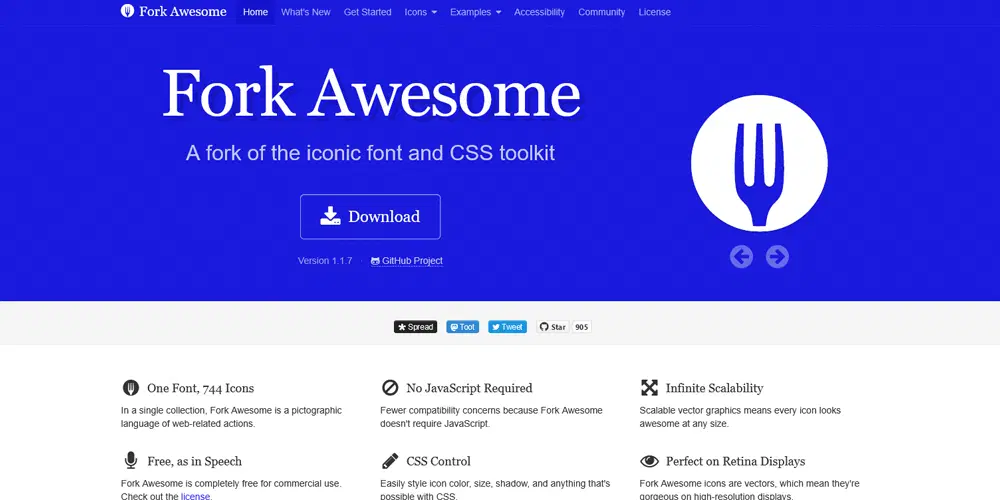 Fork Awesome Home What's New Get Started Icons Examples Accessibility Community License
Fork Awesome
A fork of the iconic font and CSS toolkit
Download
Version 1.1.7 · GitHub Project
Spread Toot Tweet Star 905
One Font, 744 Icons
In a single collection, Fork Awesome is a pictographic
language of web-related actions.
No JavaScript Required
Fewer compatibility concerns because Fork Awesome
doesn't require JavaScript.
Infinite Scalability
Scalable vector graphics means every icon looks
awesome at any size.
Free, as in Speech
Fork Awesome is completely free for commercial use.
Check out the license.
CSS Control
Easily style icon color, size, shadow, and anything that's
possible with CSS.
Perfect on Retina Displays
Fork Awesome icons are vectors, which mean they're
gorgeous on high-resolution displays.